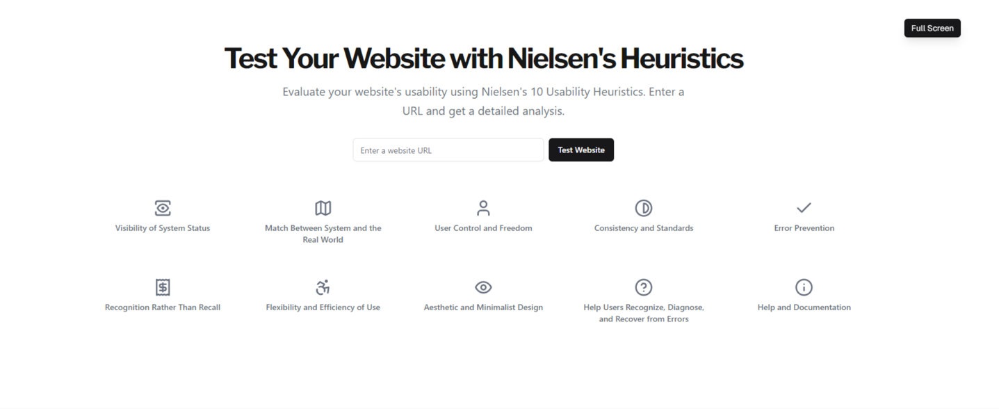 Full Screen
Test Your Website with Nielsen's Heuristics
Evaluate your website's usability using Nielsen's 10 Usability Heuristics. Enter a
URL and get a detailed analysis.
Enter a website URL
Test Website
Visibility of System Status
Match Between System and the
Real World
User Control and Freedom
Consistency and Standards
Error Prevention
Recognition Rather Than Recall
Flexibility and Efficiency of Use
Aesthetic and Minimalist Design
Help Users Recognize, Diagnose,
and Recover from Errors
Help and Documentation